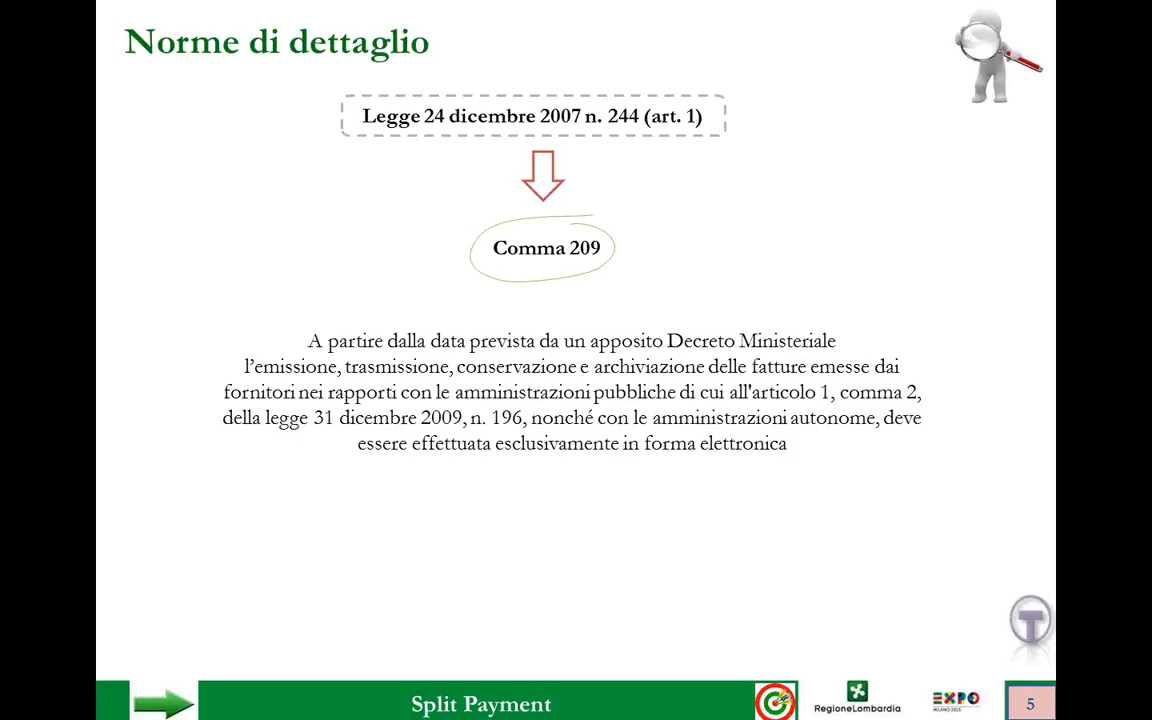 Norme di dettaglio
Legge 24 dicembre 2007 n. 244 (art. 1)
Comma 209
A partire dalla data prevista da un apposito Decreto Ministeriale
l’emissione, trasmissione, conservazione e archiviazione delle fatture emesse dai
fornitori nei rapporti con le amministrazioni pubbliche di cui all'articolo 1, comma 2,
della legge 31 dicembre 2009, n. 196, nonché con le amministrazioni autonome, deve
essere effettuata esclusivamente in forma elettronica
T
Split Payment
RegioneLombardia
EXPO
MILANO 2015
5